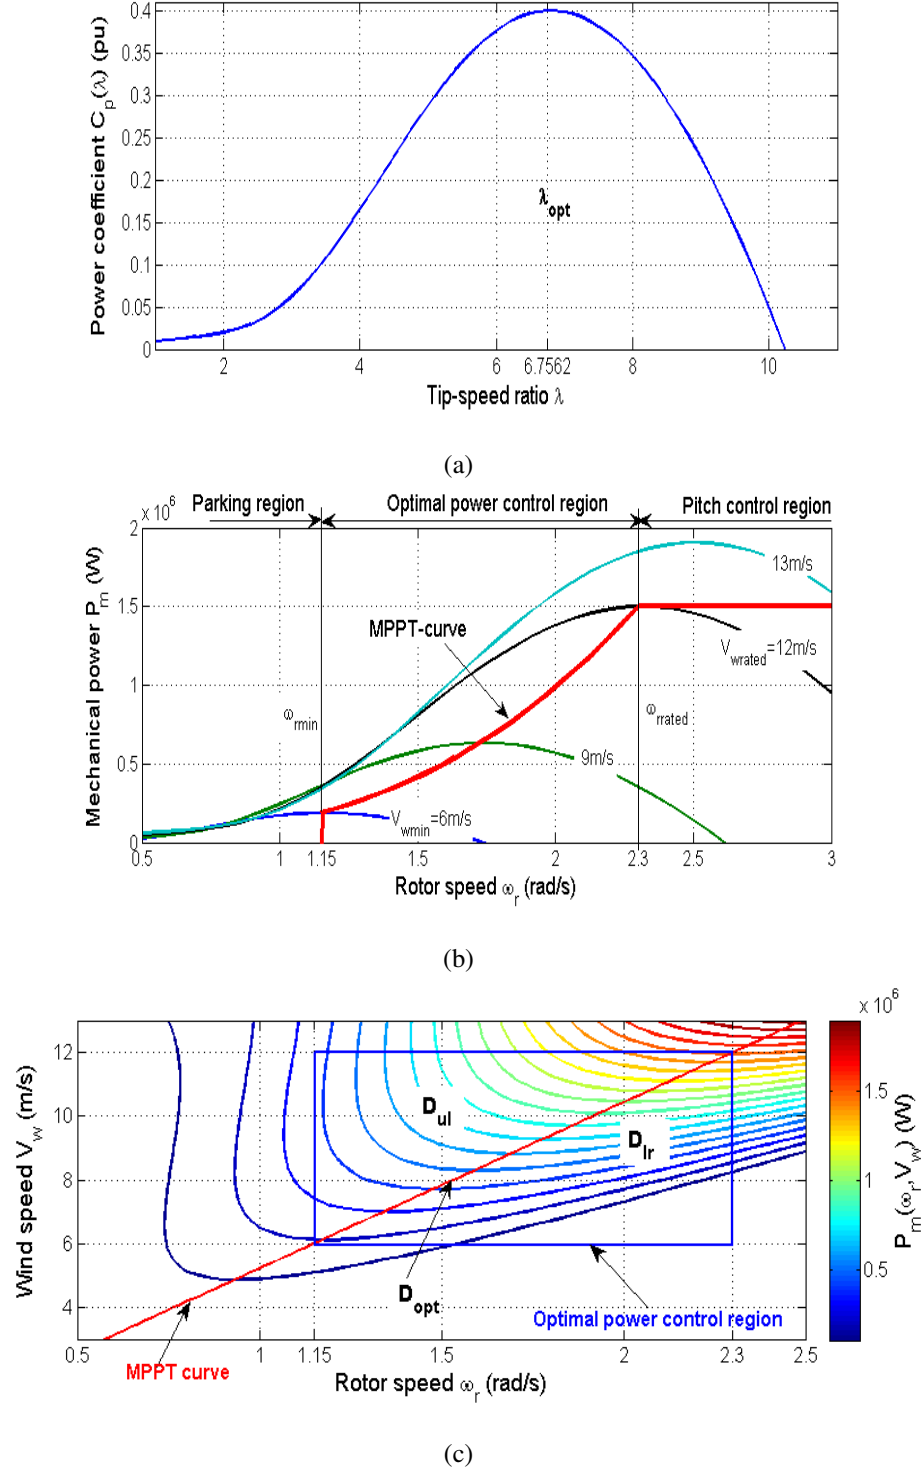 Power coefficient C_p(λ) (pu)
0.4
0.35
0.3
0.25
0.2
0.15
0.1
0.05
0
λ_opt
2
4
6
6.7562
8
10
Tip-speed ratio λ
(a)
x 10^6
Parking region
Optimal power control region
Pitch control region
Mechanical power P_m (W)
2
1.5
1
0.5
0
13m/s
MPPT-curve
V_wrated=12m/s
ω_rmin
ω_rrated
9m/s
V_wmin=6m/s
0.5
1
1.15
1.5
2
2.3
2.5
3
Rotor speed ω_r (rad/s)
(b)
x 10^6
Wind speed V_w (m/s)
12
10
8
6
4
D_ul
D_lr
D_opt
Optimal power control region
MPPT curve
0.5
1
1.15
1.5
2
2.3
2.5
Rotor speed ω_r (rad/s)
1.5
1
0.5
P_m(ω_r, V_w) (W)
(c)